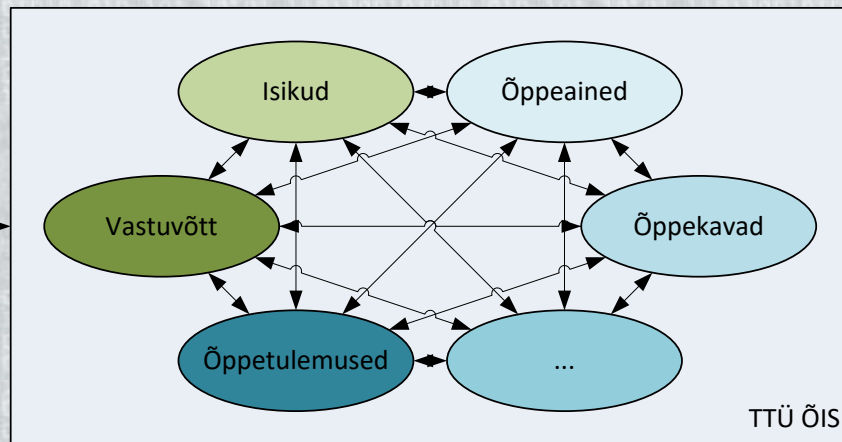 Isikud
Õppeained
Vastuvõtt
Õppekavad
Õppetulemused
...
TTÜ ÕIS